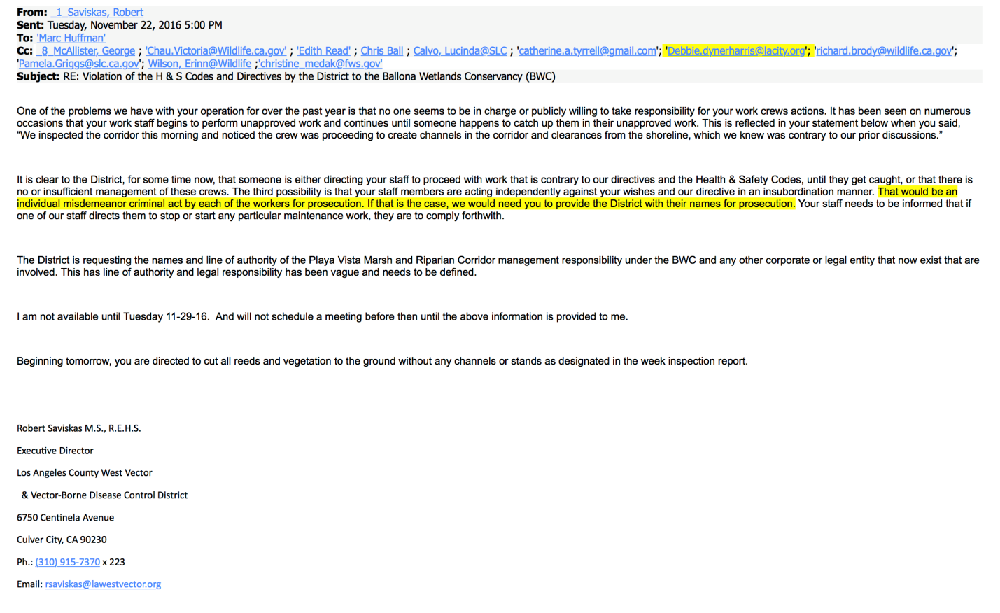 From: _1_Saviskas, Robert
Sent: Tuesday, November 22, 2016 5:00 PM
To: 'Marc Huffman'
Cc: _8_McAllister, George ; 'Chau.Victoria@Wildlife.ca.gov' ; 'Edith Read' ; Chris Ball ; Calvo, Lucinda@SLC ; 'catherine.a.tyrrell@gmail.com'; 'Debbie.dynerharris@lacity.org'; 'richard.brody@wildlife.ca.gov';
'Pamela.Griggs@slc.ca.gov'; Wilson, Erinn@Wildlife ;'christine_medak@fws.gov'
Subject: RE: Violation of the H & S Codes and Directives by the District to the Ballona Wetlands Conservancy (BWC)
One of the problems we have with your operation for over the past year is that no one seems to be in charge or publicly willing to take responsibility for your work crews actions. It has been seen on numerous
occasions that your work staff begins to perform unapproved work and continues until someone happens to catch up them in their unapproved work. This is reflected in your statement below when you said,
“We inspected the corridor this morning and noticed the crew was proceeding to create channels in the corridor and clearances from the shoreline, which we knew was contrary to our prior discussions.”
It is clear to the District, for some time now, that someone is either directing your staff to proceed with work that is contrary to our directives and the Health & Safety Codes, until they get caught, or that there is
no or insufficient management of these crews. The third possibility is that your staff members are acting independently against your wishes and our directive in an insubordination manner. That would be an
individual misdemeanor criminal act by each of the workers for prosecution. If that is the case, we would need you to provide the District with their names for prosecution. Your staff needs to be informed that if
one of our staff directs them to stop or start any particular maintenance work, they are to comply forthwith.
The District is requesting the names and line of authority of the Playa Vista Marsh and Riparian Corridor management responsibility under the BWC and any other corporate or legal entity that now exist that are
involved. This has line of authority and legal responsibility has been vague and needs to be defined.
I am not available until Tuesday 11-29-16.  And will not schedule a meeting before then until the above information is provided to me.
Beginning tomorrow, you are directed to cut all reeds and vegetation to the ground without any channels or stands as designated in the week inspection report.
Robert Saviskas M.S., R.E.H.S.
Executive Director
Los Angeles County West Vector
& Vector-Borne Disease Control District
6750 Centinela Avenue
Culver City, CA 90230
Ph.: (310) 915-7370 x 223
Email: rsaviskas@lawestvector.org